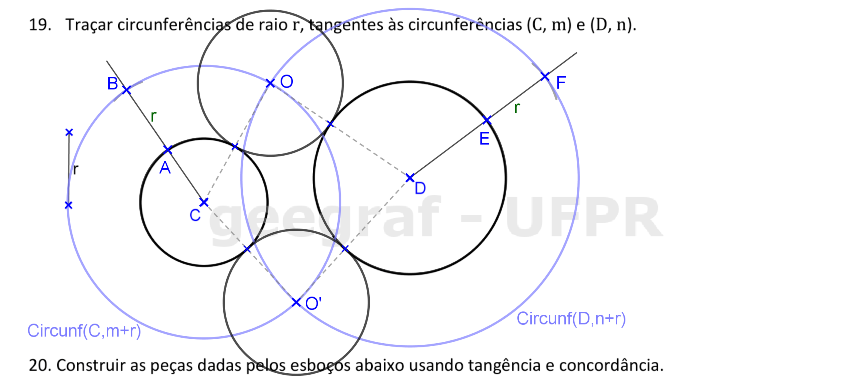 19. Traçar circunferências de raio r, tangentes às circunferências (C, m) e (D, n).
O
F
B
r
r
E
A
r
D
C
geegraf - UFPR
O'
Circunf(D,n+r)
Circunf(C,m+r)
20. Construir as peças dadas pelos esboços abaixo usando tangência e concordância.